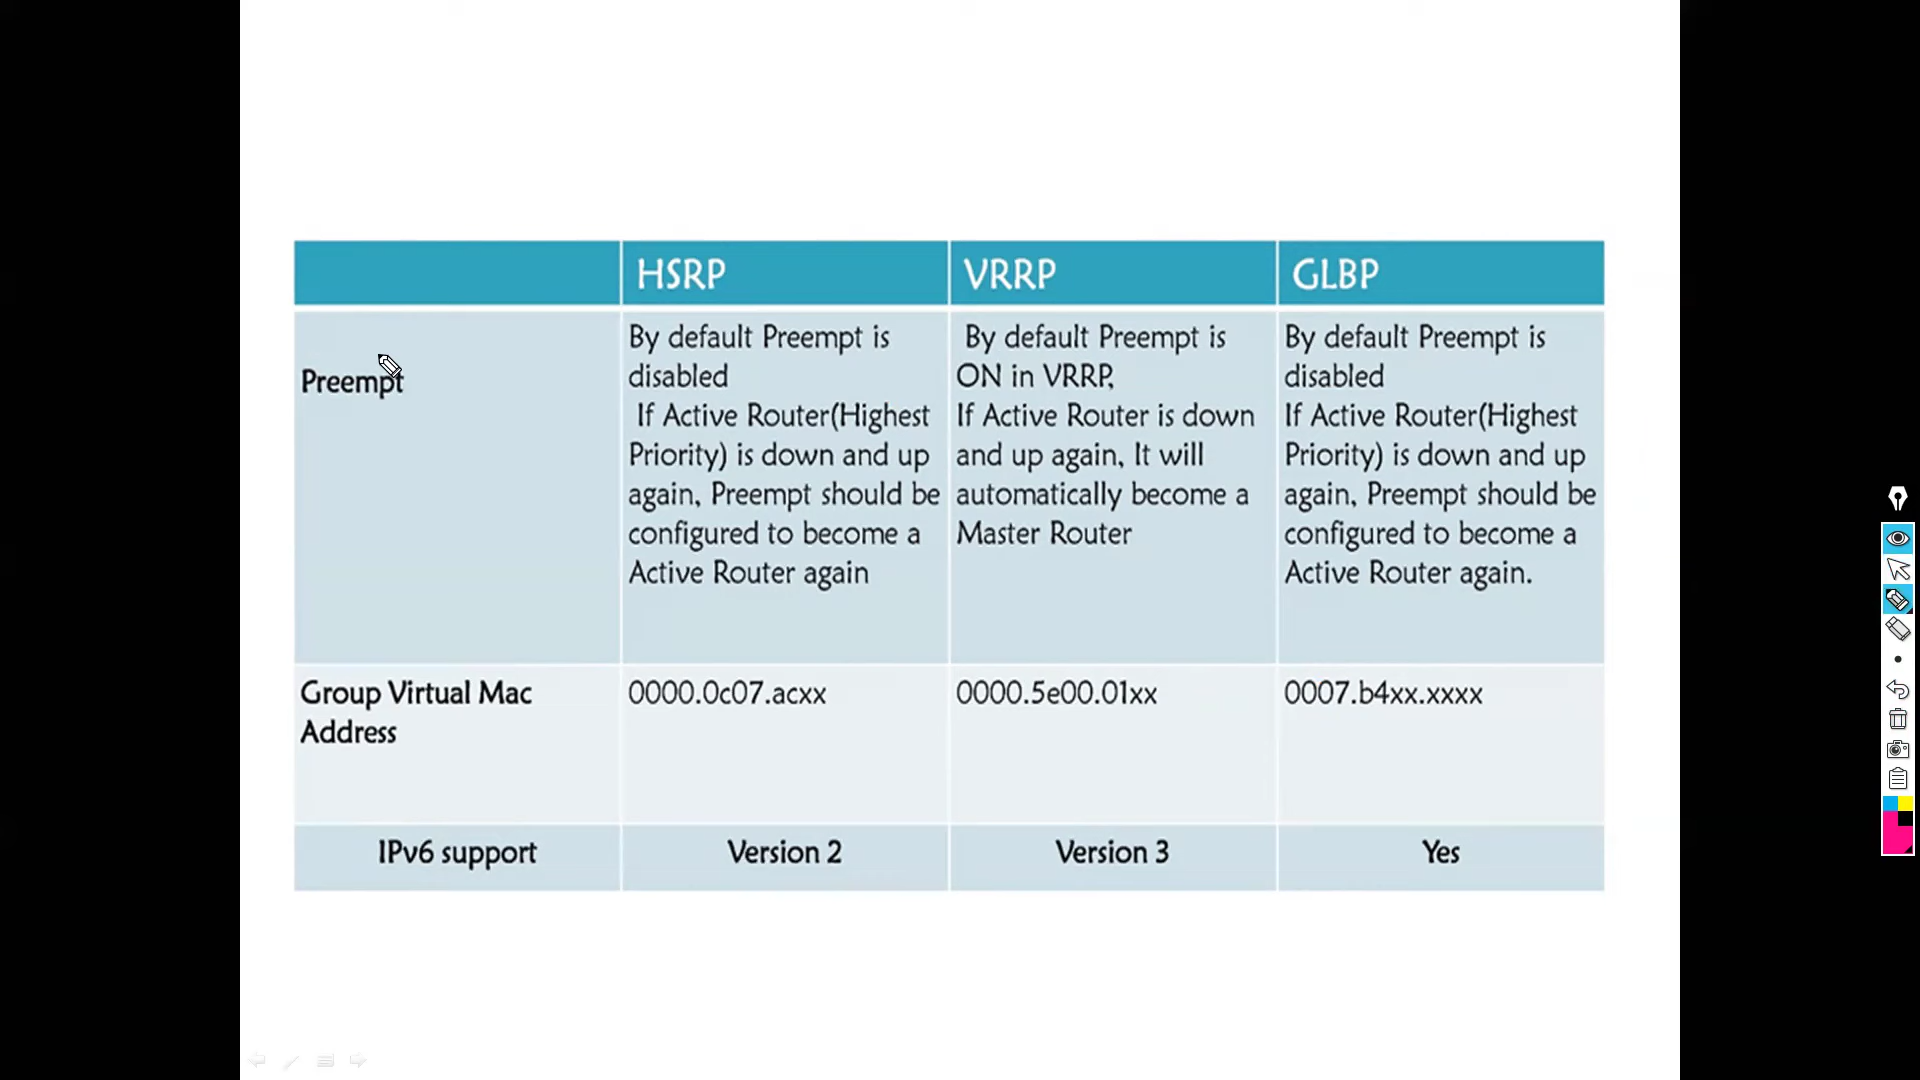 HSRP
VRRP
GLBP
Preempt
By default Preempt is
disabled
If Active Router(Highest
Priority) is down and up
again, Preempt should be
configured to become a
Active Router again
By default Preempt is
ON in VRRP,
If Active Router is down
and up again, It will
automatically become a
Master Router
By default Preempt is
disabled
If Active Router(Highest
Priority) is down and up
again, Preempt should be
configured to become a
Active Router again.
Group Virtual Mac
Address
0000.0c07.acxx
0000.5e00.01xx
0007.b4xx.xxxx
IPv6 support
Version 2
Version 3
Yes